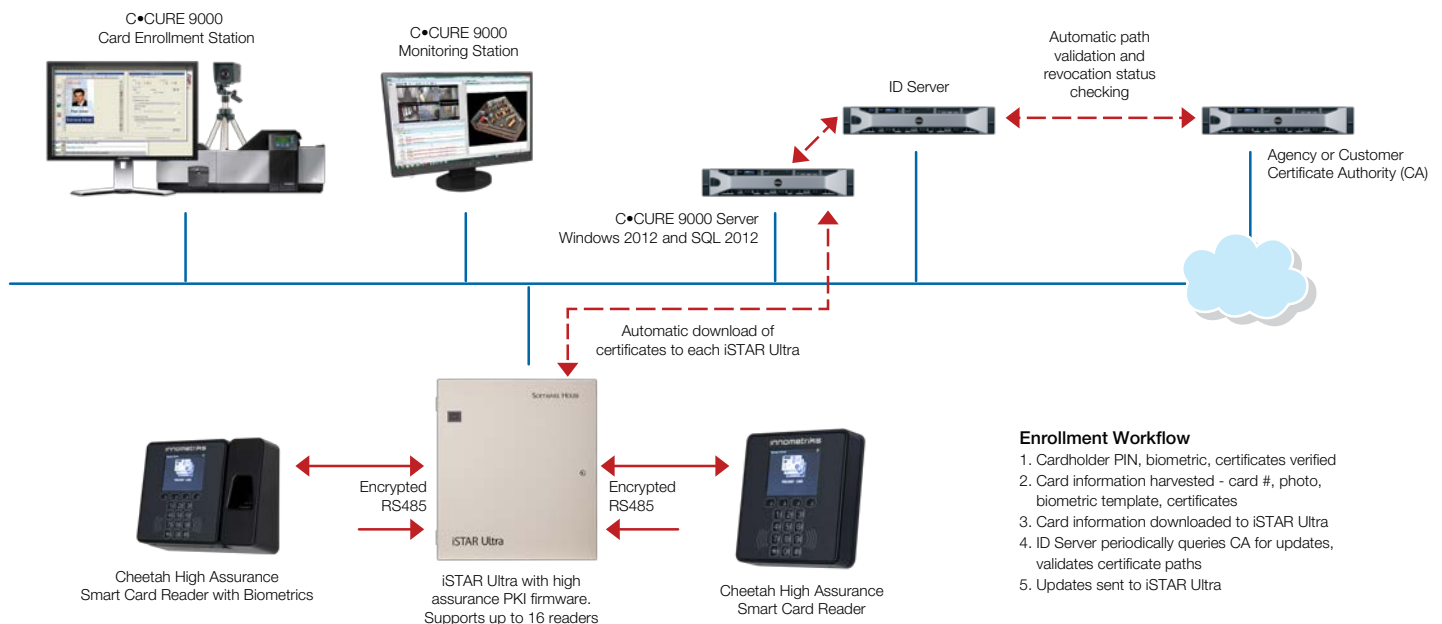 C•CURE 9000
Card Enrollment Station
C•CURE 9000
Monitoring Station
ID Server
Automatic path
validation and
revocation status
checking
Agency or Customer
Certificate Authority (CA)
C•CURE 9000 Server
Windows 2012 and SQL 2012
Automatic download of
certificates to each iSTAR Ultra
SOFTWARE HOUSE
iSTAR Ultra
innometriks
innometriks
Encrypted
RS485
Encrypted
RS485
Cheetah High Assurance
Smart Card Reader with Biometrics
iSTAR Ultra with high
assurance PKI firmware.
Supports up to 16 readers
Cheetah High Assurance
Smart Card Reader
Enrollment Workflow
1. Cardholder PIN, biometric, certificates verified
2. Card information harvested - card #, photo,
biometric template, certificates
3. Card information downloaded to iSTAR Ultra
4. ID Server periodically queries CA for updates,
validates certificate paths
5. Updates sent to iSTAR Ultra